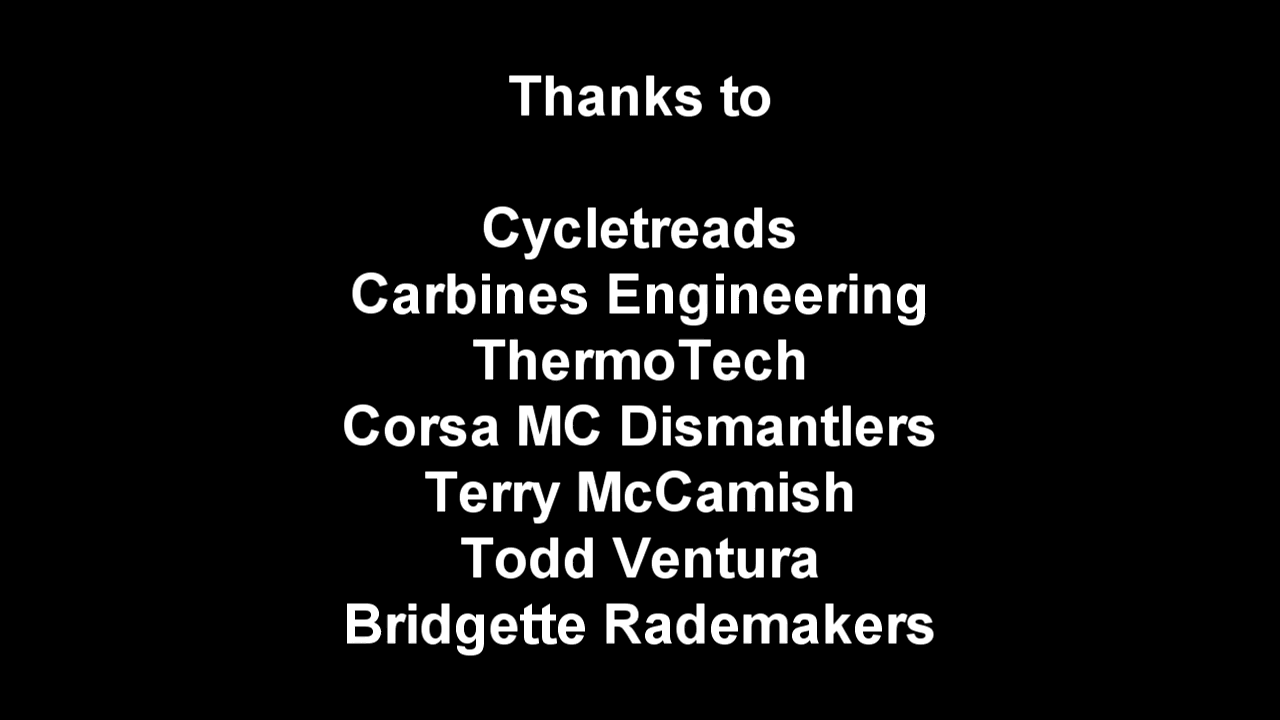 Thanks to
Cycletreads
Carbines Engineering
ThermoTech
Corsa MC Dismantlers
Terry McCamish
Todd Ventura
Bridgette Rademakers